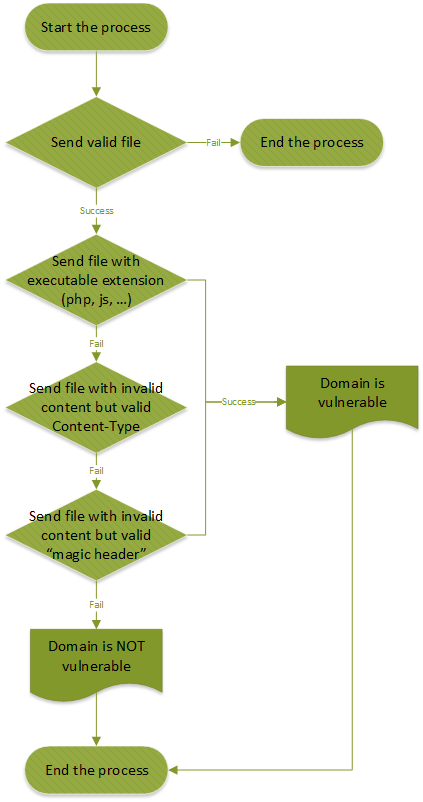 Start the process
Send valid file
Fail
End the process
Success
Send file with
executable extension
(php, js, ...)
Fail
Send file with invalid
content but valid
Content-Type
Success
Domain is
vulnerable
Fail
Send file with invalid
content but valid
“magic header”
Fail
Domain is NOT
vulnerable
End the process